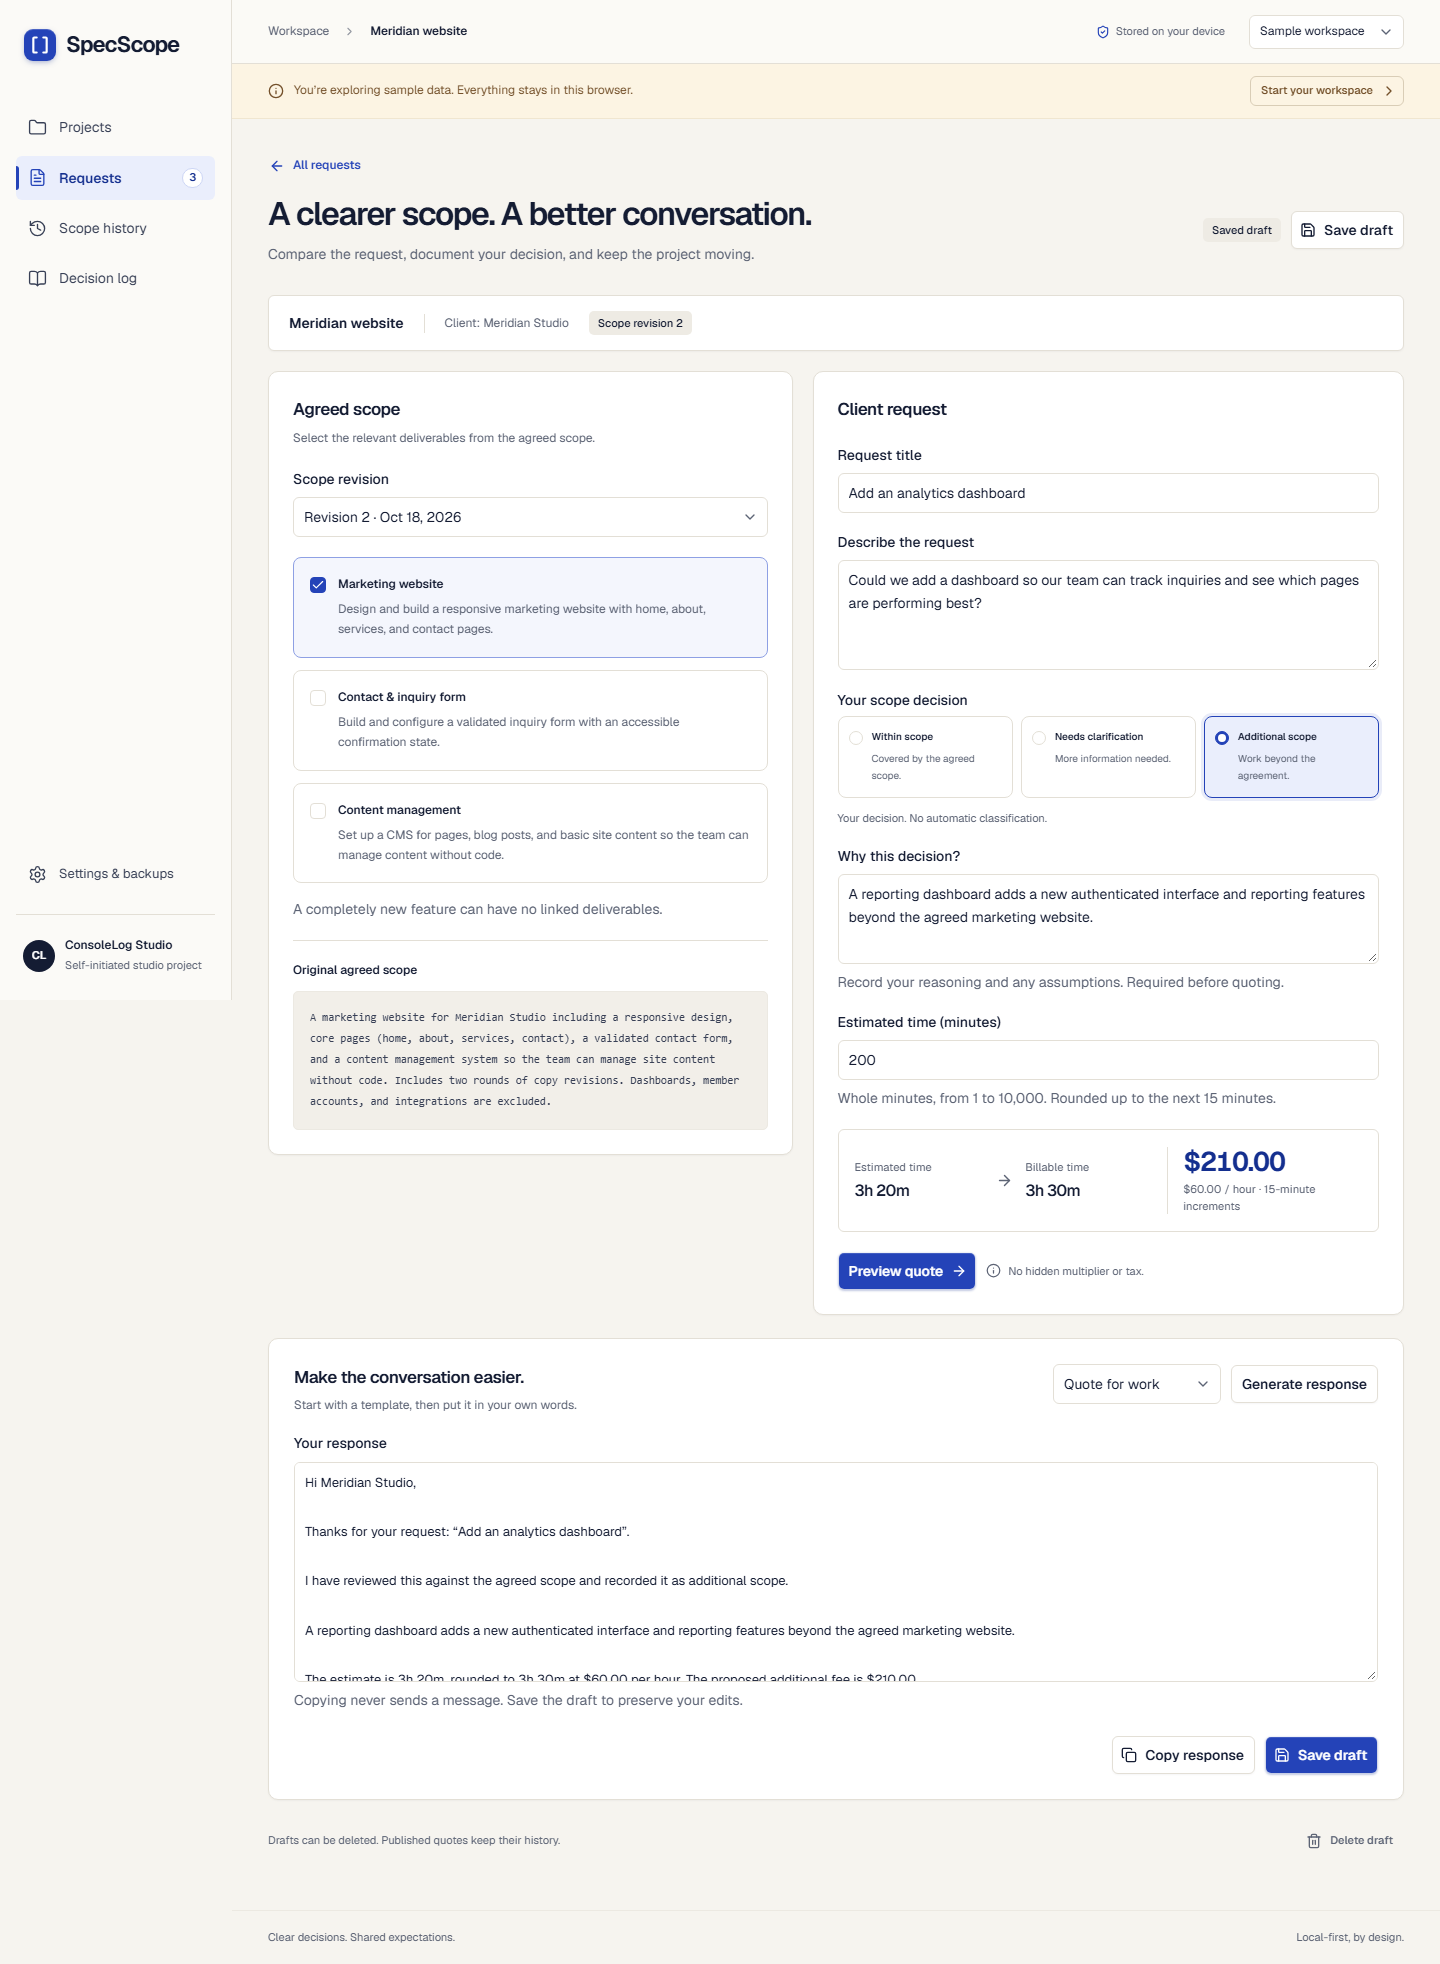 SpecScope
Projects
Requests 3
Scope history
Decision log
Settings & backups
CL
ConsoleLog Studio
Self-initiated studio project
Workspace
Meridian website
Stored on your device
Sample workspace
You're exploring sample data. Everything stays in this browser.
Start your workspace
All requests
A clearer scope. A better conversation.
Compare the request, document your decision, and keep the project moving.
Saved draft
Save draft
Meridian website
Client: Meridian Studio
Scope revision 2
Agreed scope
Select the relevant deliverables from the agreed scope.
Scope revision
Revision 2 · Oct 18, 2026
Marketing website
Design and build a responsive marketing website with home, about,
services, and contact pages.
Contact & inquiry form
Build and configure a validated inquiry form with an accessible
confirmation state.
Content management
Set up a CMS for pages, blog posts, and basic site content so the team can
manage content without code.
A completely new feature can have no linked deliverables.
Original agreed scope
A marketing website for Meridian Studio including a responsive design,
core pages (home, about, services, contact), a validated contact form,
and a content management system so the team can manage site content
without code. Includes two rounds of copy revisions. Dashboards, member
accounts, and integrations are excluded.
Client request
Request title
Add an analytics dashboard
Describe the request
Could we add a dashboard so our team can track inquiries and see which pages
are performing best?
Your scope decision
Within scope
Covered by the agreed
scope.
Needs clarification
More information needed.
Additional scope
Work beyond the
agreement.
Your decision. No automatic classification.
Why this decision?
A reporting dashboard adds a new authenticated interface and reporting features
beyond the agreed marketing website.
Record your reasoning and any assumptions. Required before quoting.
Estimated time (minutes)
200
Whole minutes, from 1 to 10,000. Rounded up to the next 15 minutes.
Estimated time
3h 20m
Billable time
3h 30m
$210.00
$60.00 / hour · 15-minute
increments
Preview quote
No hidden multiplier or tax.
Make the conversation easier.
Start with a template, then put it in your own words.
Quote for work
Generate response
Your response
Hi Meridian Studio,
Thanks for your request: “Add an analytics dashboard”.
I have reviewed this against the agreed scope and recorded it as additional scope.
A reporting dashboard adds a new authenticated interface and reporting features beyond the agreed marketing website.
The estimate is 3h 20m, rounded to 3h 30m at $60.00 per hour. The proposed additional fee is $210.00.
Copying never sends a message. Save the draft to preserve your edits.
Copy response
Save draft
Drafts can be deleted. Published quotes keep their history.
Delete draft
Clear decisions. Shared expectations.
Local-first, by design.